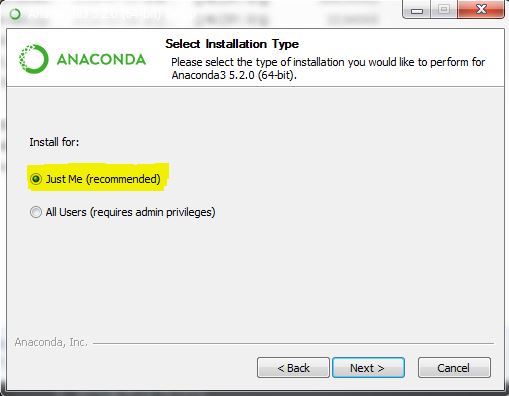 ANACONDA
Select Installation Type
Please select the type of installation you would like to perform for
Anaconda3 5.2.0 (64-bit).
Install for:
Just Me (recommended)
All Users (requires admin privileges)
Anaconda, Inc.
< Back
Next >
Cancel